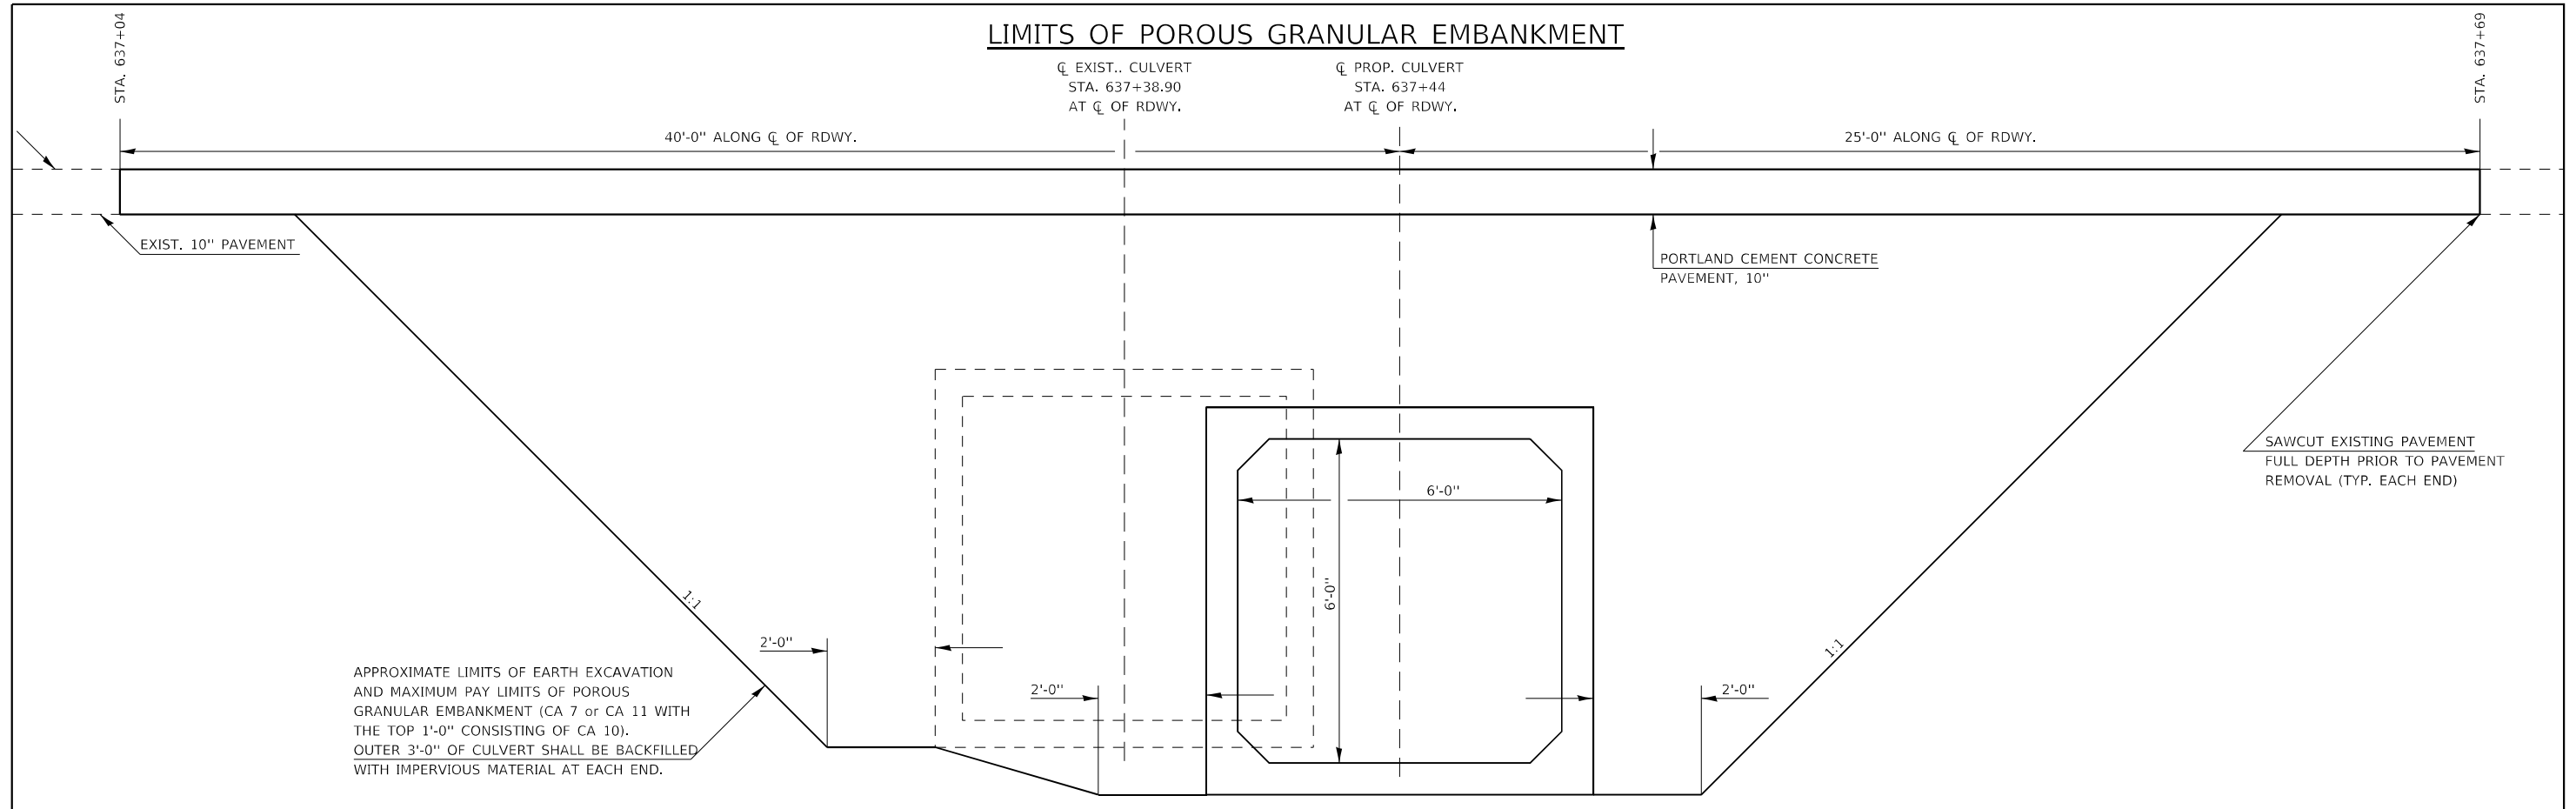 LIMITS OF POROUS GRANULAR EMBANKMENT
STA. 637+04
STA. 637+69
℄ EXIST.. CULVERT
STA. 637+38.90
AT ℄ OF RDWY.
℄ PROP. CULVERT
STA. 637+44
AT ℄ OF RDWY.
40'-0" ALONG ℄ OF RDWY.
25'-0" ALONG ℄ OF RDWY.
EXIST. 10" PAVEMENT
PORTLAND CEMENT CONCRETE
PAVEMENT, 10"
SAWCUT EXISTING PAVEMENT
FULL DEPTH PRIOR TO PAVEMENT
REMOVAL (TYP. EACH END)
6'-0"
6'-0"
1:1
1:1
2'-0"
2'-0"
2'-0"
APPROXIMATE LIMITS OF EARTH EXCAVATION
AND MAXIMUM PAY LIMITS OF POROUS
GRANULAR EMBANKMENT (CA 7 or CA 11 WITH
THE TOP 1'-0" CONSISTING OF CA 10).
OUTER 3'-0" OF CULVERT SHALL BE BACKFILLED
WITH IMPERVIOUS MATERIAL AT EACH END.